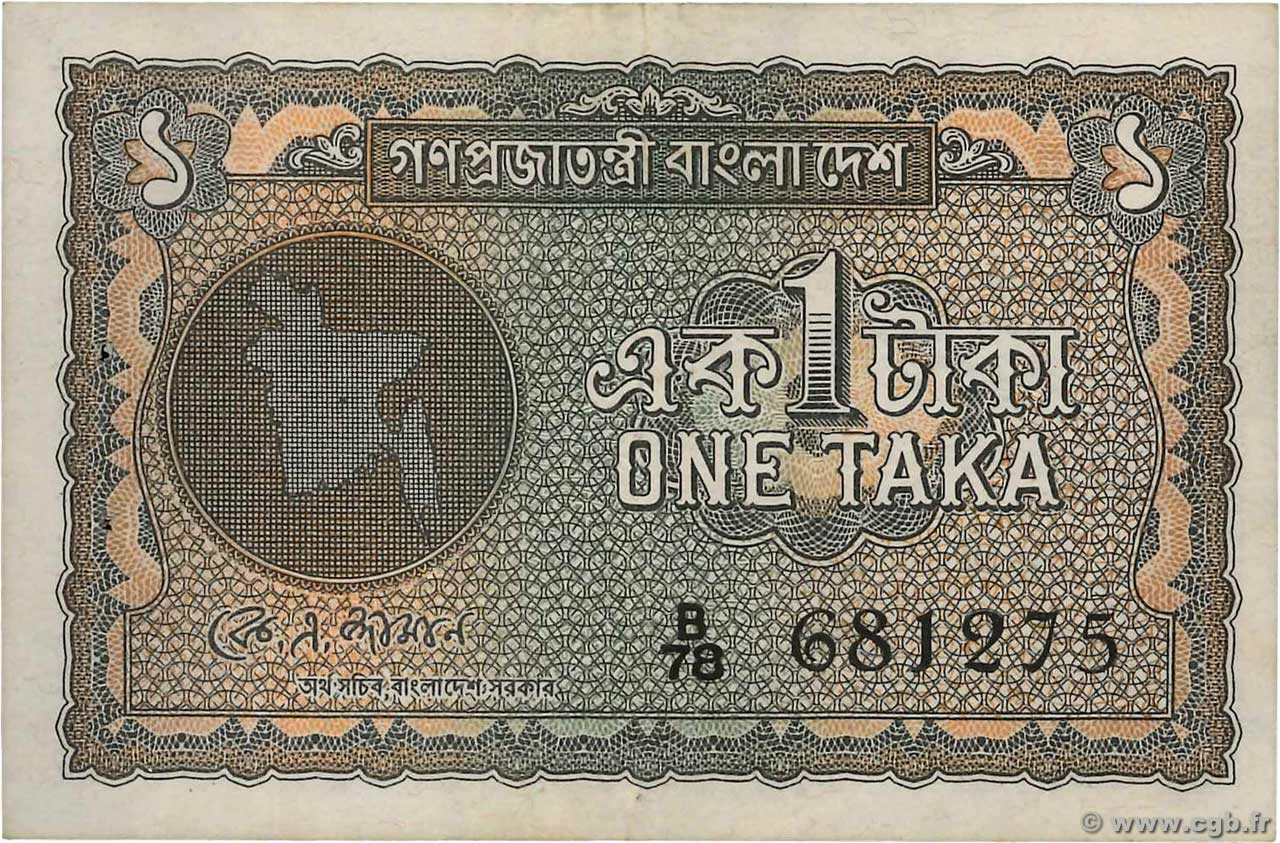 গণপ্রজাতন্ত্রী বাংলা দেশ
১ ১
এক 1 টাকা
ONE TAKA
B/78 681275
কে, এ, জামান
অর্থ সচিব, বাংলাদেশ সরকার
© www.cgb.fr